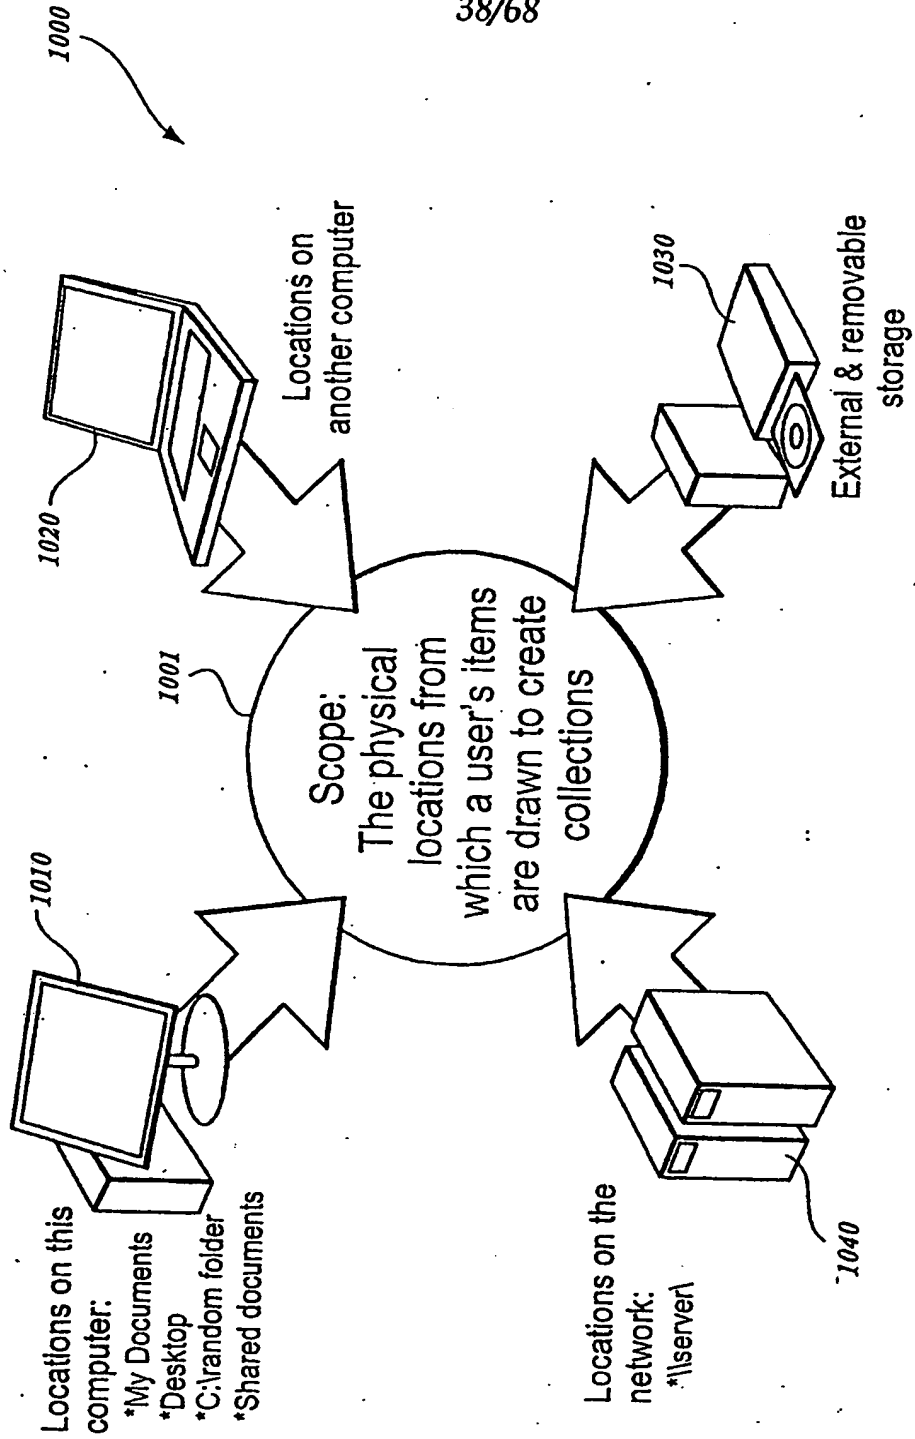 38/68
1000
1010
1020
Locations on this
computer:
*My Documents
*Desktop
*C:\random folder
*Shared documents
Locations on
another computer
1001
Scope:
The physical
locations from
which a user's items
are drawn to create
collections
1030
Locations on the
network:
*\\server\
1040
External & removable
storage